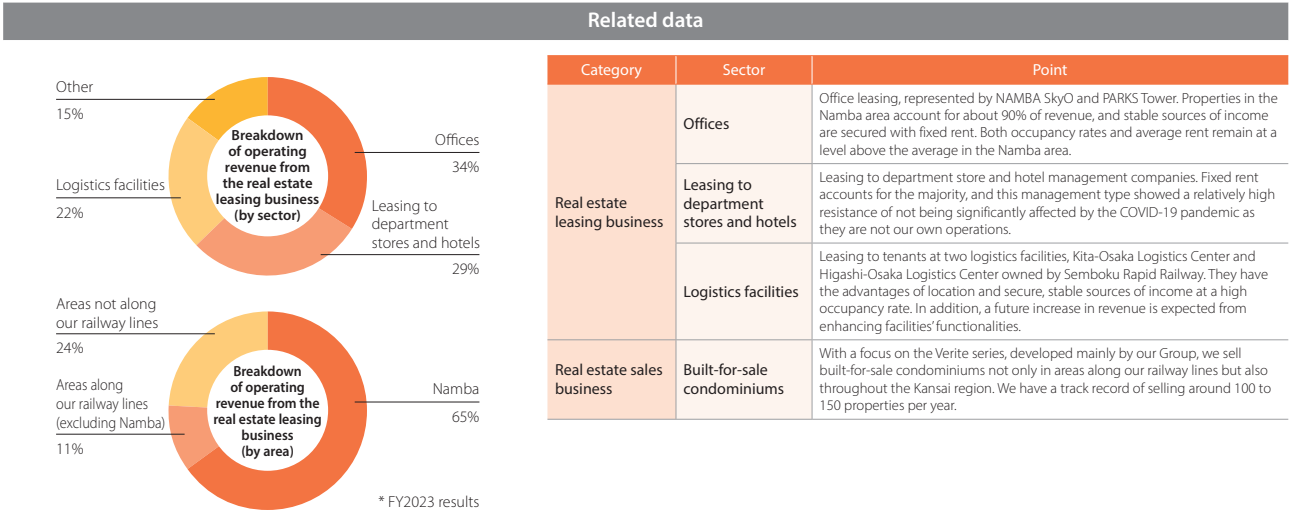 Related data
Other
15%
Logistics facilities
22%
Breakdown
of operating
revenue from
the real estate
leasing business
(by sector)
Offices
34%
Leasing to
department
stores and hotels
29%
Areas not along
our railway lines
24%
Areas along
our railway lines
(excluding Namba)
11%
Breakdown
of operating
revenue from the
real estate leasing
business
(by area)
Namba
65%
* FY2023 results
Category
Sector
Point
Real estate
leasing business
Offices
Office leasing, represented by NAMBA SkyO and PARKS Tower. Properties in the
Namba area account for about 90% of revenue, and stable sources of income
are secured with fixed rent. Both occupancy rates and average rent remain at a
level above the average in the Namba area.
Leasing to
department
stores and hotels
Leasing to department store and hotel management companies. Fixed rent
accounts for the majority, and this management type showed a relatively high
resistance of not being significantly affected by the COVID-19 pandemic as
they are not our own operations.
Logistics facilities
Leasing to tenants at two logistics facilities, Kita-Osaka Logistics Center and
Higashi-Osaka Logistics Center owned by Semboku Rapid Railway. They have
the advantages of location and secure, stable sources of income at a high
occupancy rate. In addition, a future increase in revenue is expected from
enhancing facilities’ functionalities.
Real estate sales
business
Built-for-sale
condominiums
With a focus on the Verite series, developed mainly by our Group, we sell
built-for-sale condominiums not only in areas along our railway lines but also
throughout the Kansai region. We have a track record of selling around 100 to
150 properties per year.